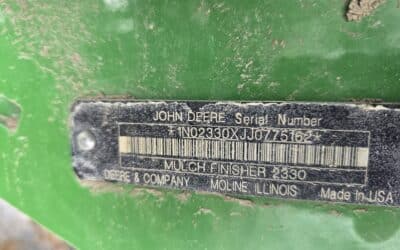 JOHN DEERE Serial Number
*1N02330XJJ0775162*
MULCH FINISHER 2330
DEERE & COMPANY MOLINE ILLINOIS Made in USA